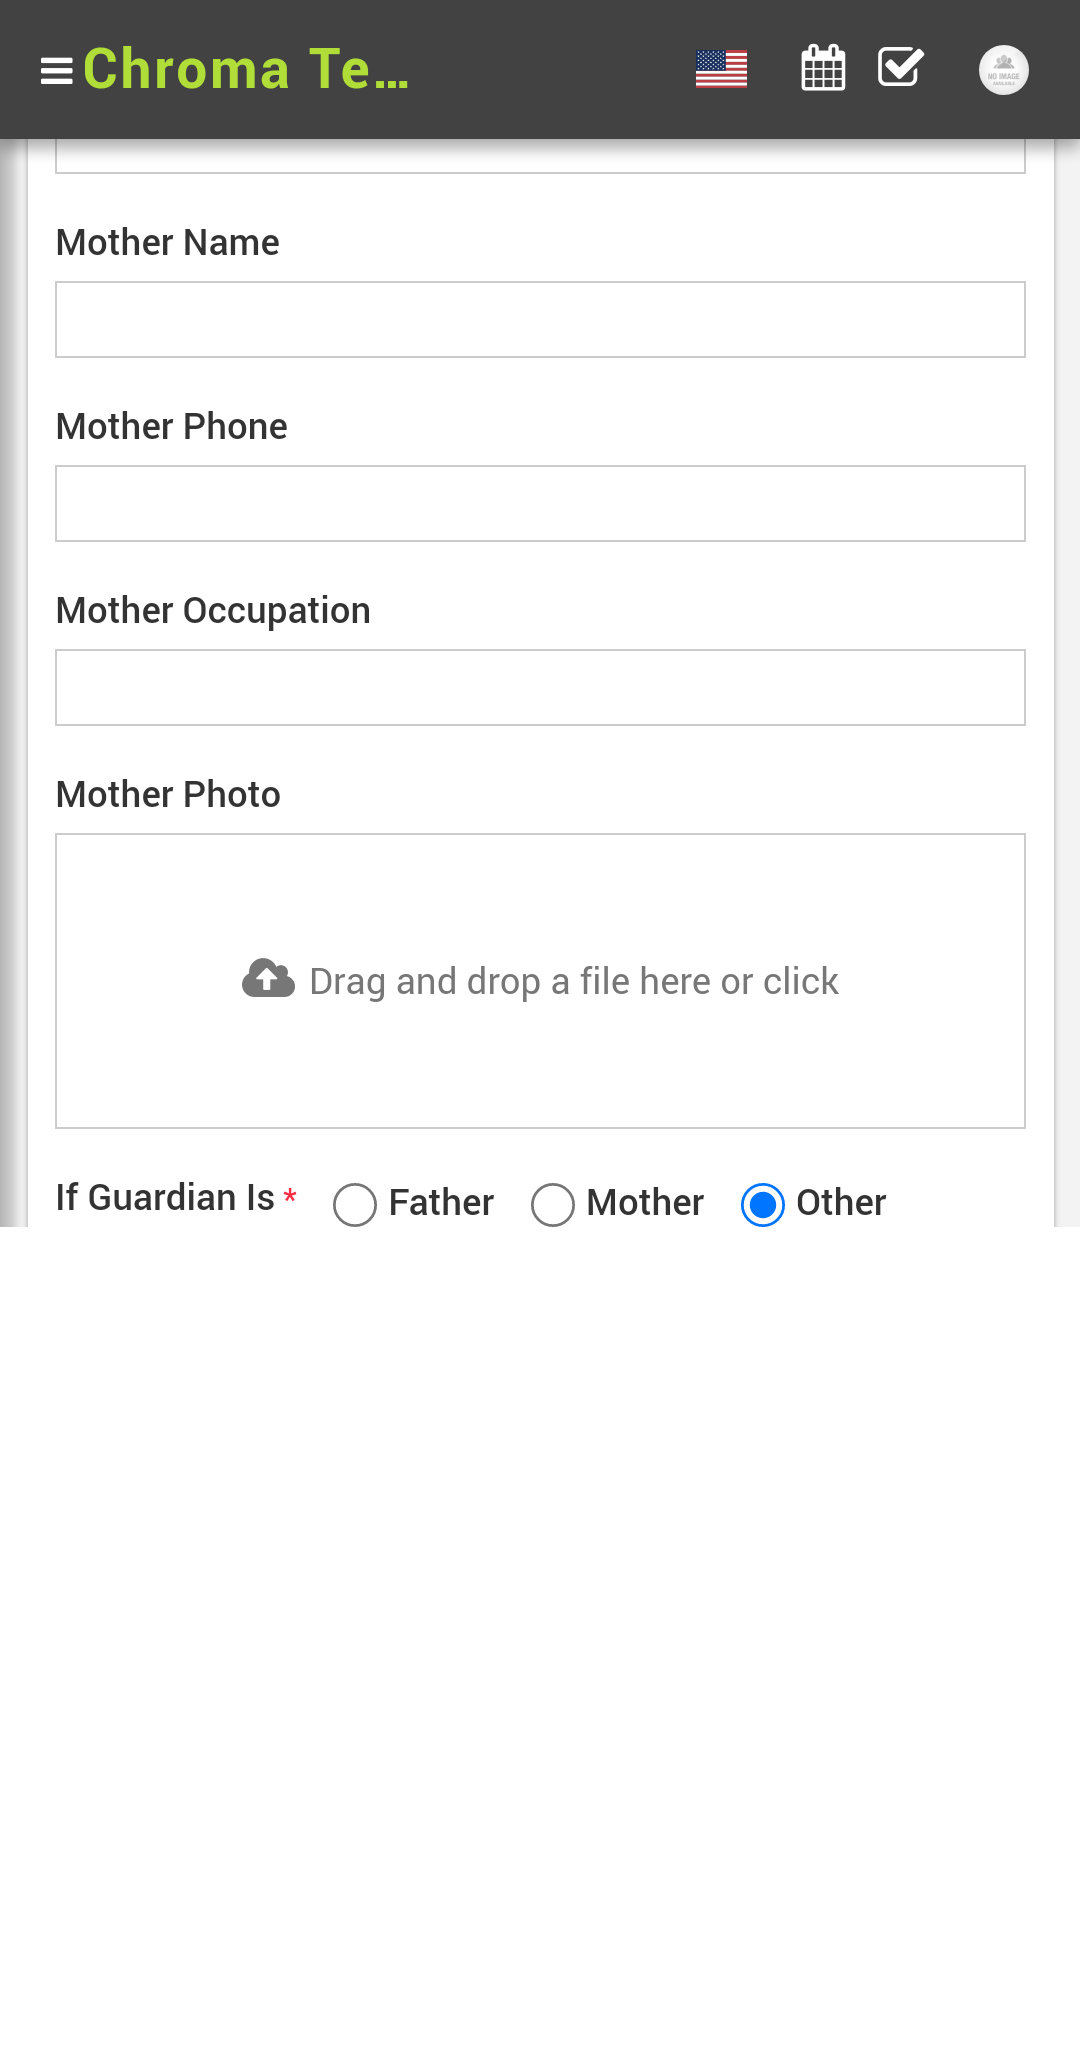 Chroma Te...
NO IMAGE
AVAILABLE
Mother Name
Mother Phone
Mother Occupation
Mother Photo
Drag and drop a file here or click
If Guardian Is * Father Mother Other